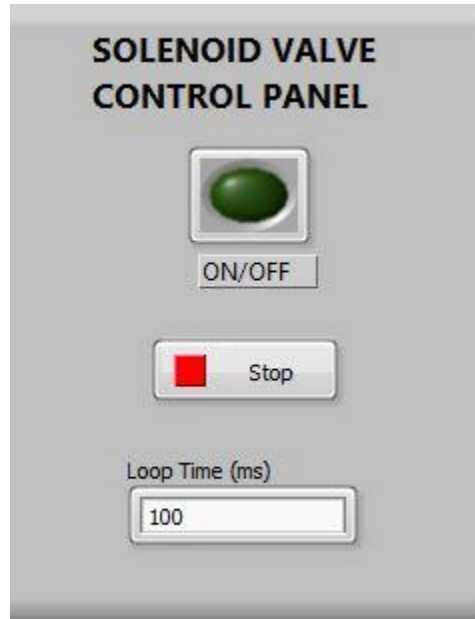 SOLENOID VALVE
CONTROL PANEL
ON/OFF
Stop
Loop Time (ms)
100